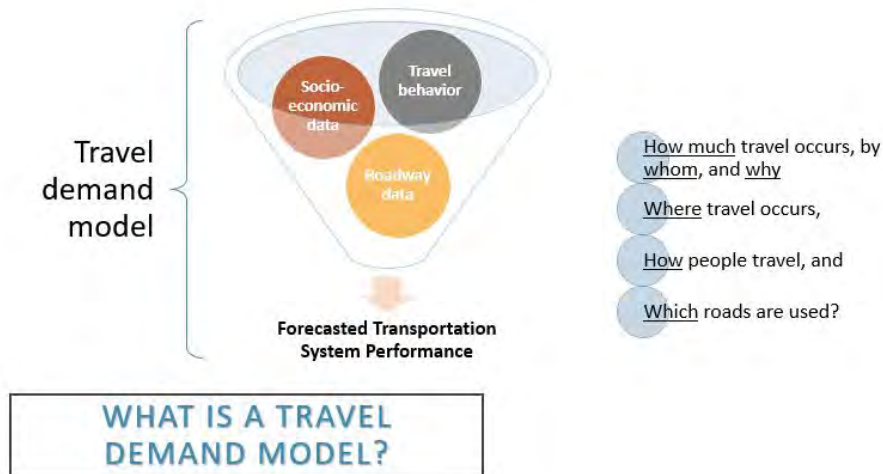 Travel
demand
model
Socio-
economic
data
Travel
behavior
Roadway
data
Forecasted Transportation
System Performance
How much travel occurs, by
whom, and why
Where travel occurs,
How people travel, and
Which roads are used?
WHAT IS A TRAVEL
DEMAND MODEL?